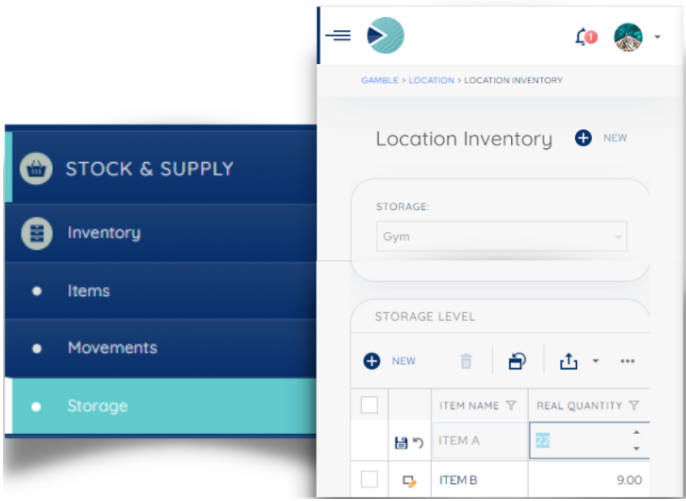 STOCK & SUPPLY
Inventory
Items
Movements
Storage
1
GAMBLE > LOCATION > LOCATION INVENTORY
Location Inventory NEW
STORAGE:
Gym
STORAGE LEVEL
NEW
ITEM NAME REAL QUANTITY
ITEM A 22
ITEM B 9.00